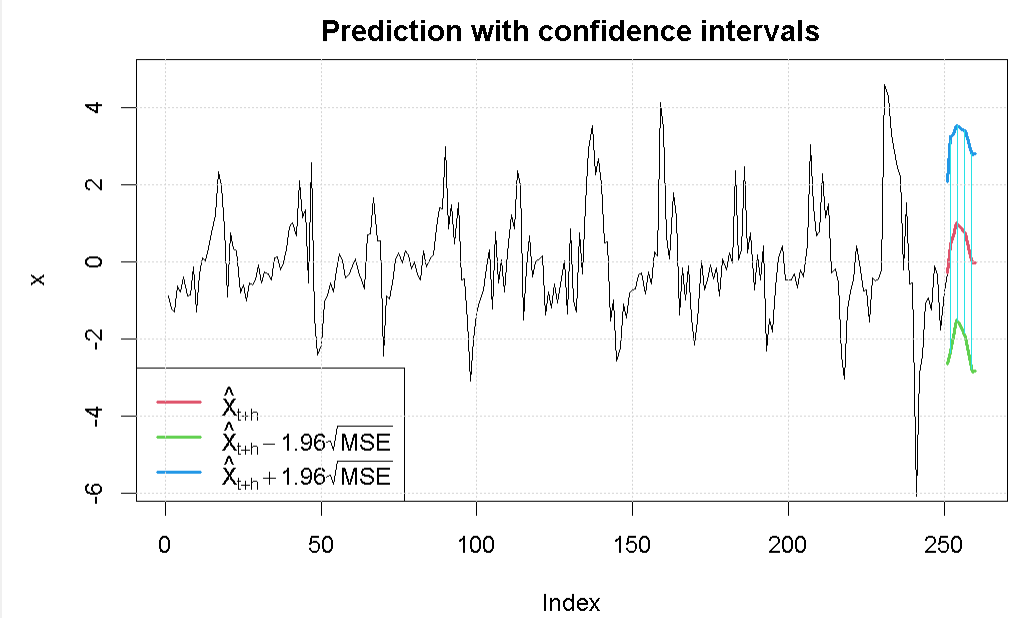 Prediction with confidence intervals
x
4
2
0
-2
-4
-6
X̂t+h
X̂t+h − 1.96√MSE
X̂t+h + 1.96√MSE
0 50 100 150 200 250
Index